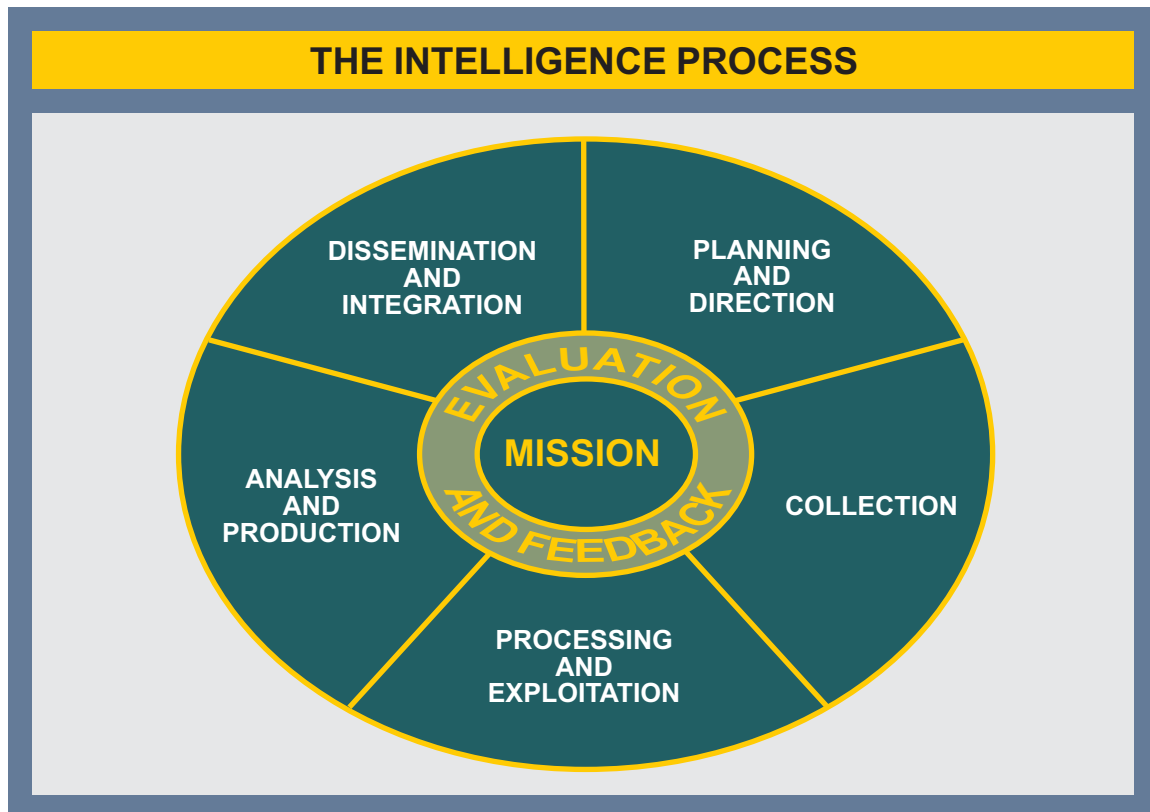 THE INTELLIGENCE PROCESS
DISSEMINATION
AND
INTEGRATION
PLANNING
AND
DIRECTION
EVALUATION
MISSION
AND FEEDBACK
ANALYSIS
AND
PRODUCTION
COLLECTION
PROCESSING
AND
EXPLOITATION